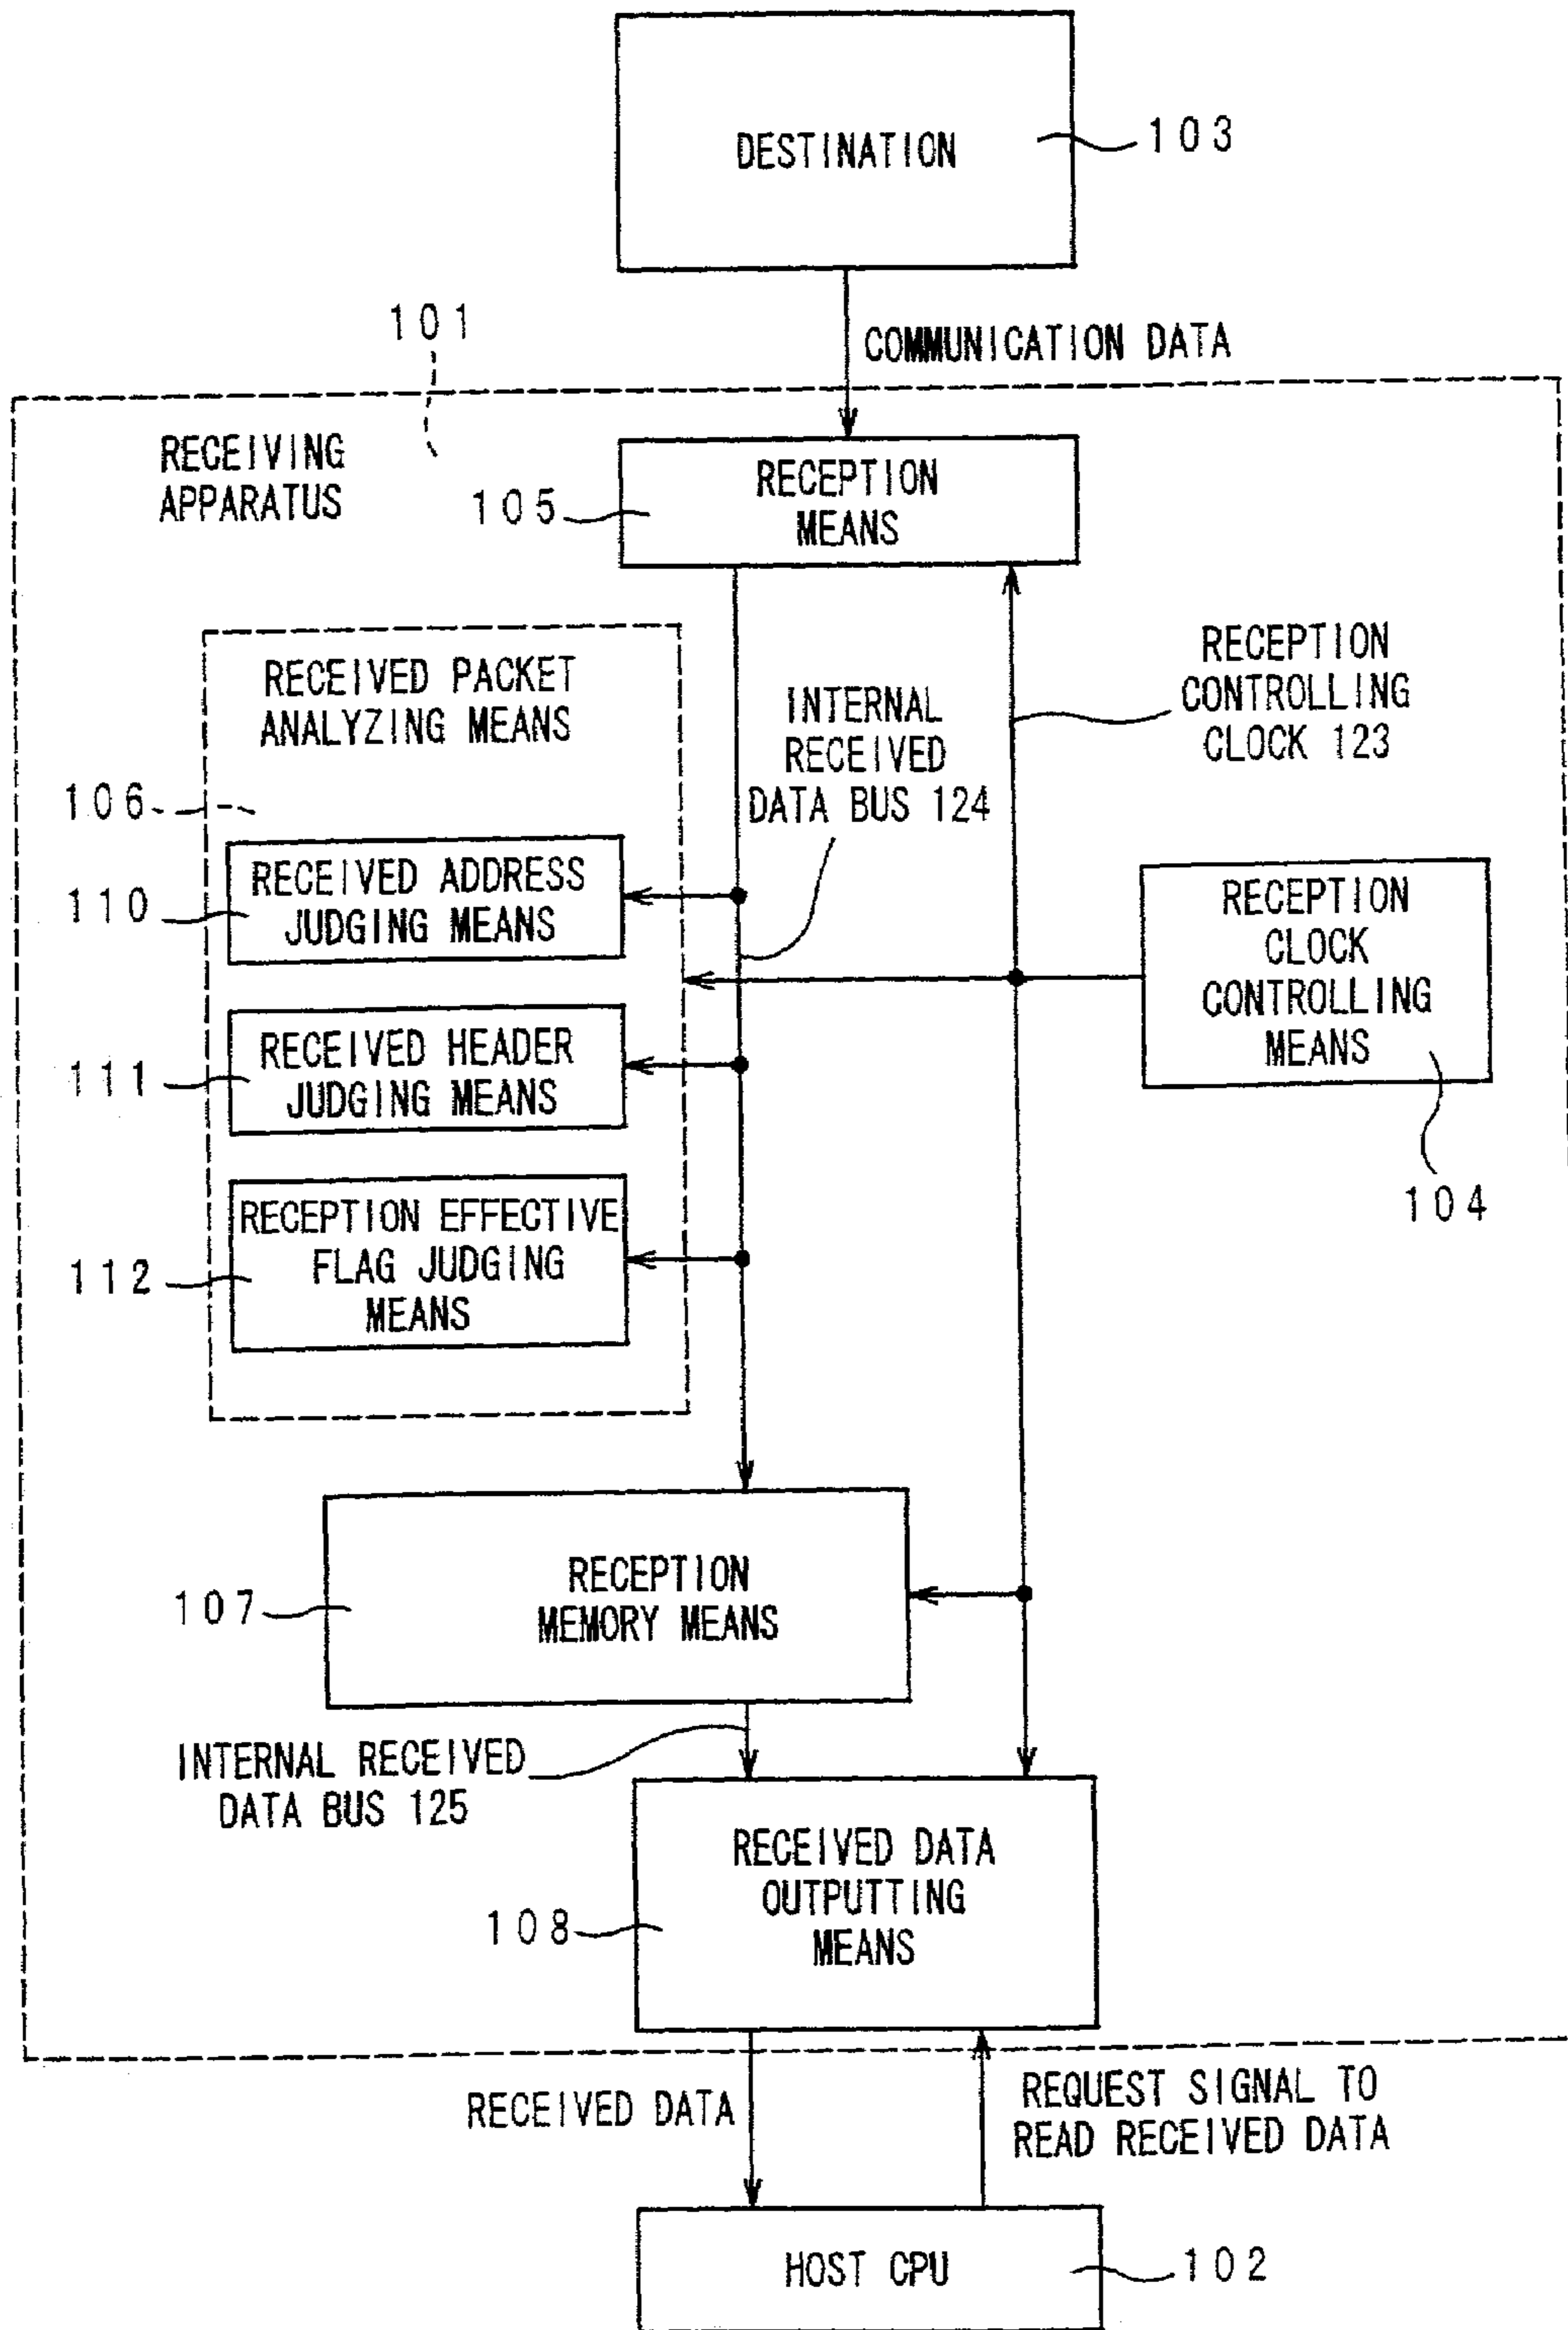 DESTINATION
103
101
COMMUNICATION DATA
RECEIVING
APPARATUS
105
RECEPTION
MEANS
RECEIVED PACKET
ANALYZING MEANS
106
INTERNAL
RECEIVED
DATA BUS 124
RECEPTION
CONTROLLING
CLOCK 123
110
RECEIVED ADDRESS
JUDGING MEANS
RECEPTION
CLOCK
CONTROLLING
MEANS
104
111
RECEIVED HEADER
JUDGING MEANS
112
RECEPTION EFFECTIVE
FLAG JUDGING
MEANS
107
RECEPTION
MEMORY MEANS
INTERNAL RECEIVED
DATA BUS 125
108
RECEIVED DATA
OUTPUTTING
MEANS
RECEIVED DATA
REQUEST SIGNAL TO
READ RECEIVED DATA
HOST CPU
102